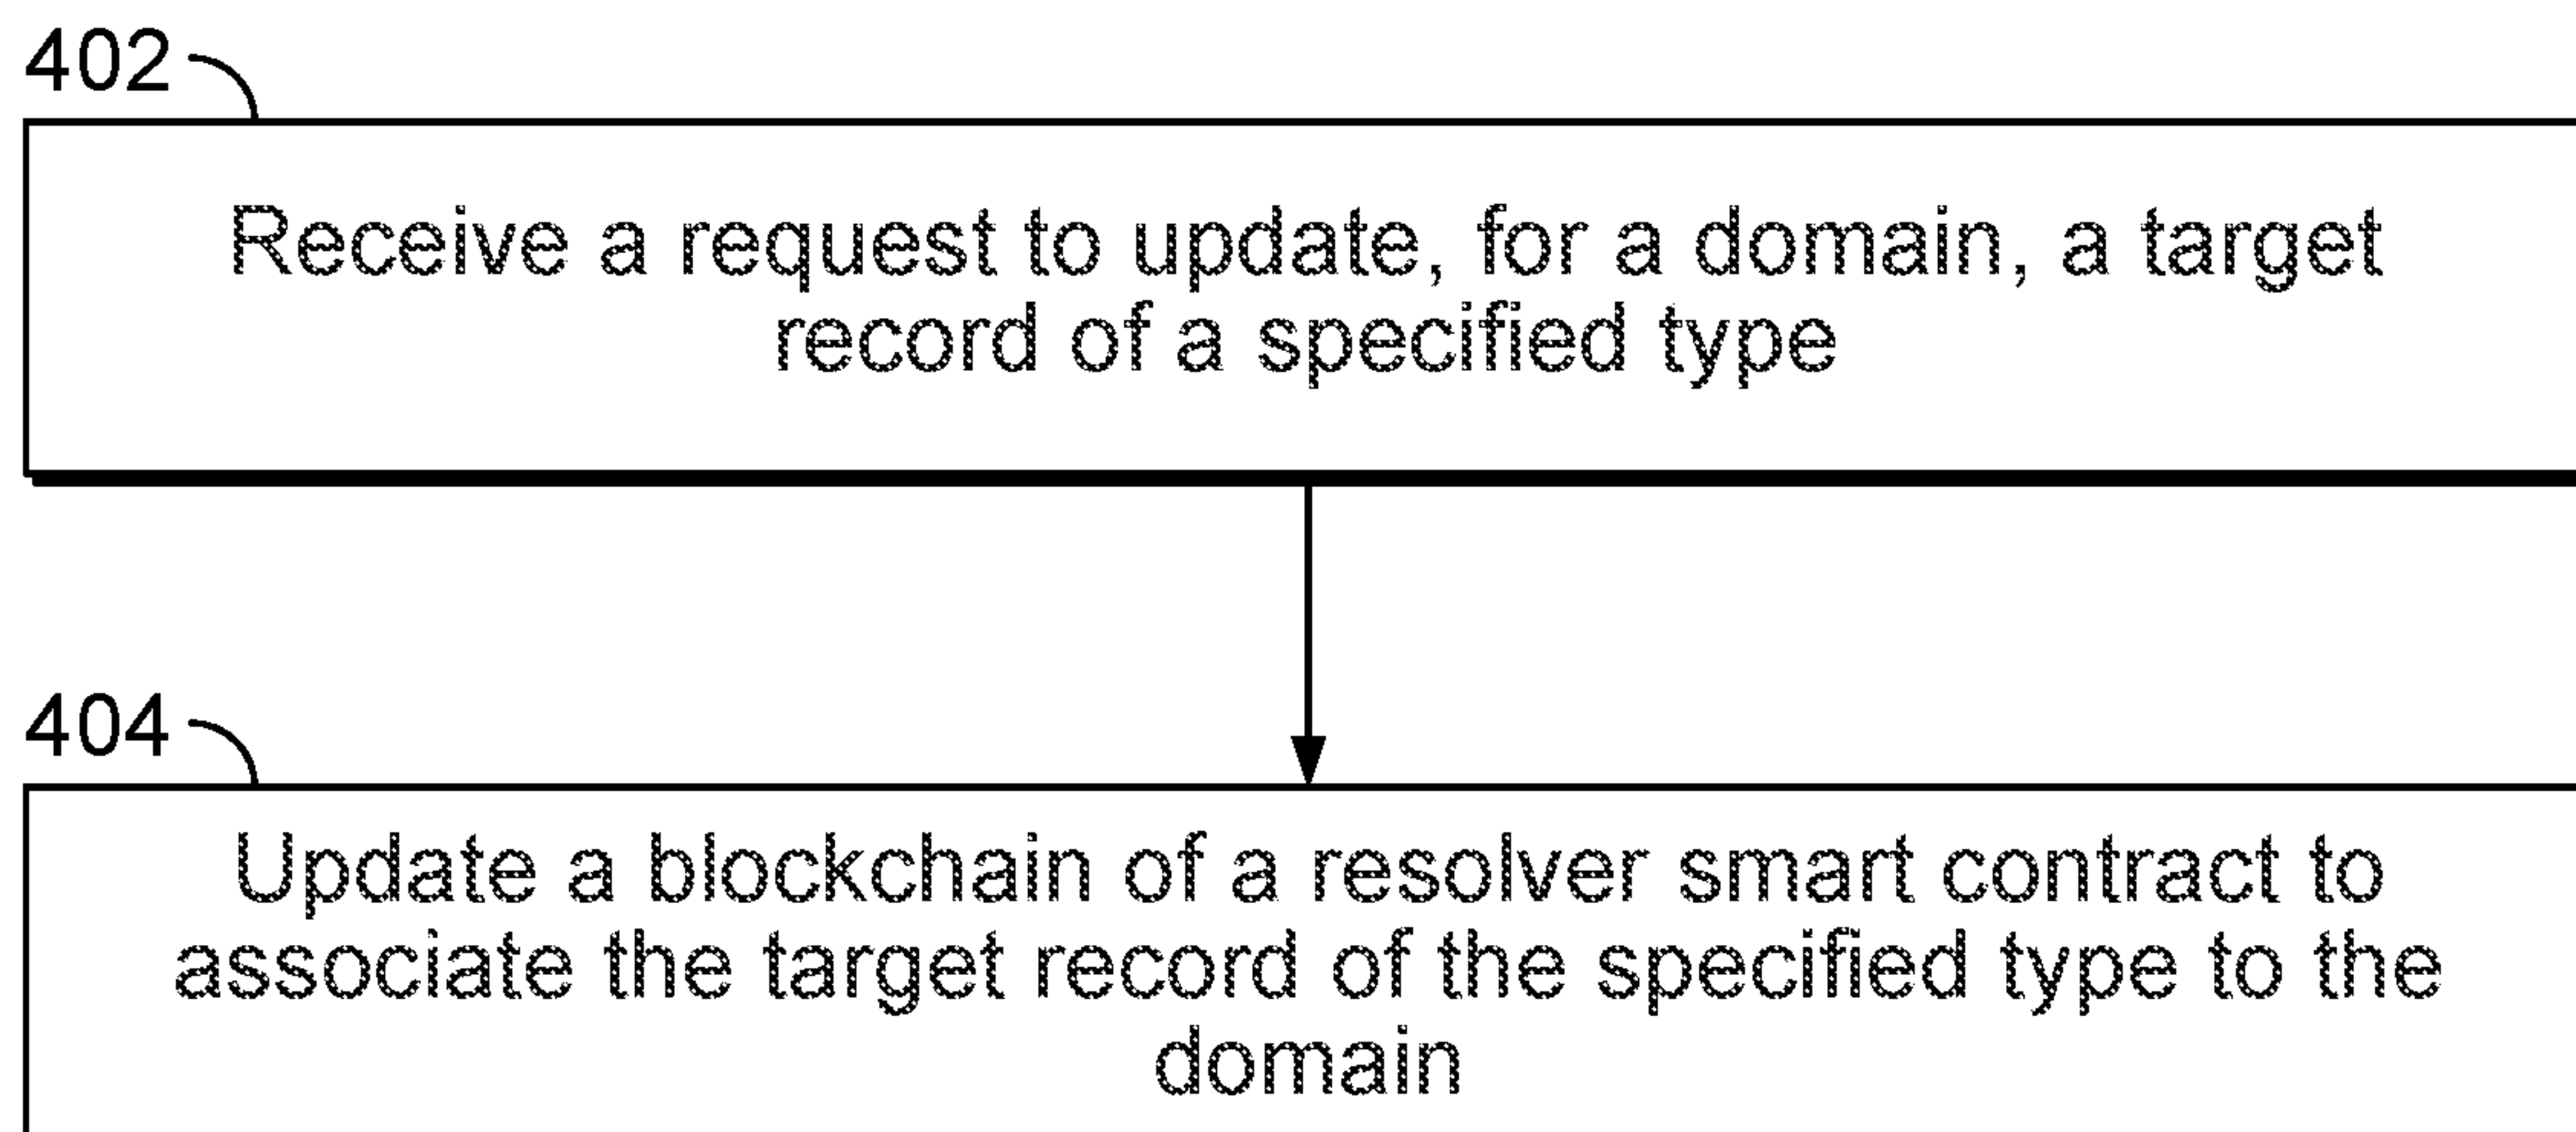 402
Receive a request to update, for a domain, a target
record of a specified type
404
Update a blockchain of a resolver smart contract to
associate the target record of the specified type to the
domain